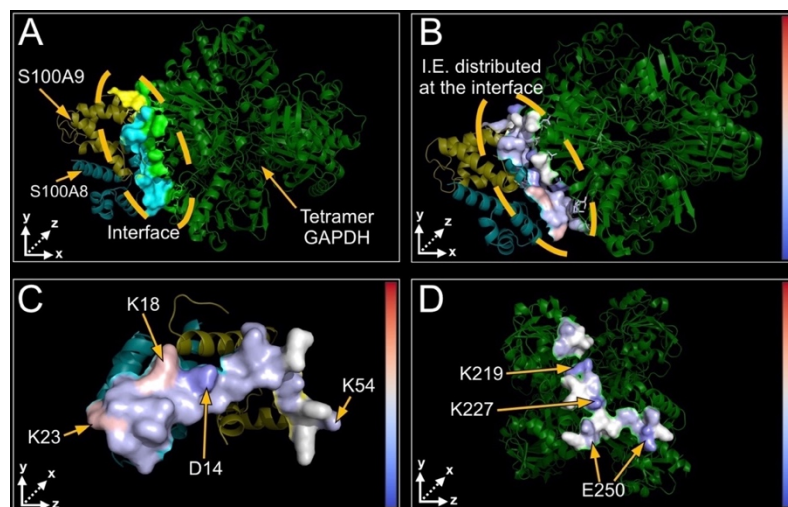 A
S100A9
S100A8
Interface
Tetramer
GAPDH
y
z
x
B
I.E. distributed
at the interface
y
z
x
C
K18
K23
D14
K54
y
z
x
D
K219
K227
E250
y
x
z